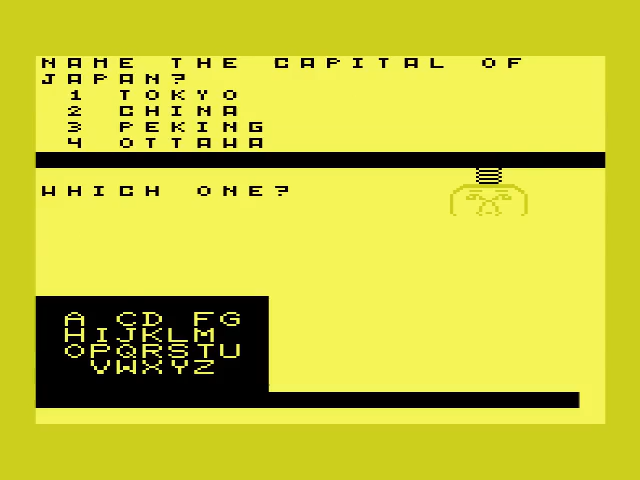 NAME THE CAPITAL OF
JAPAN?
1 TOKYO
2 CHINA
3 PEKING
4 OTTAWA
WHICH ONE?
A CD FG
HIJKLM
OPQRSTU
VWXYZ